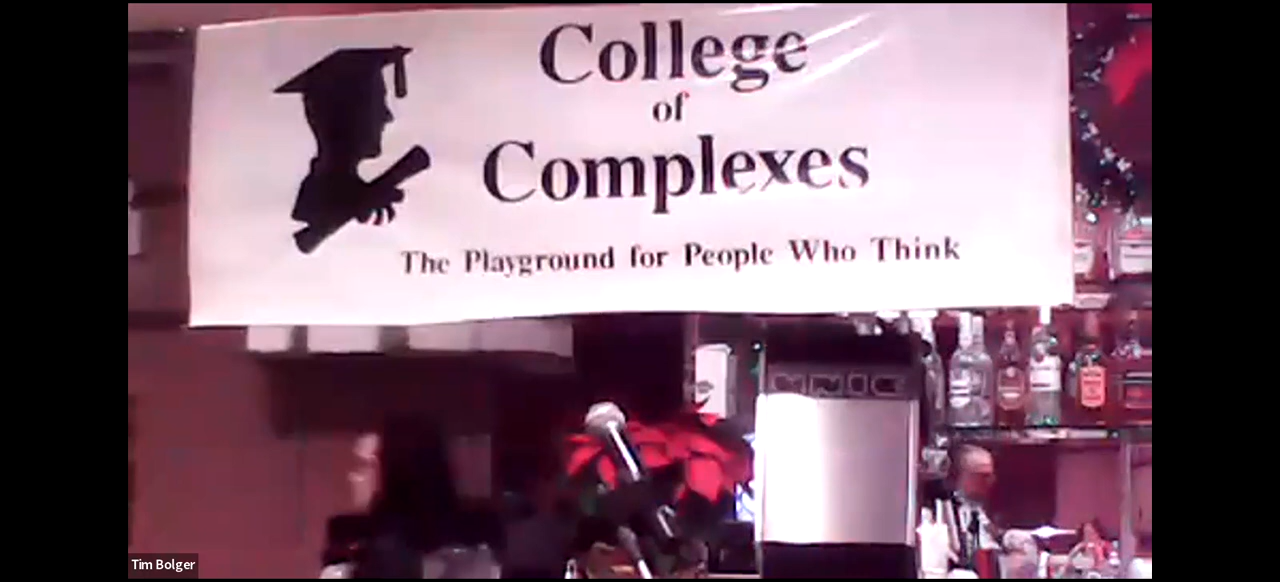 College
of
Complexes
The Playground for People Who Think
Tim Bolger